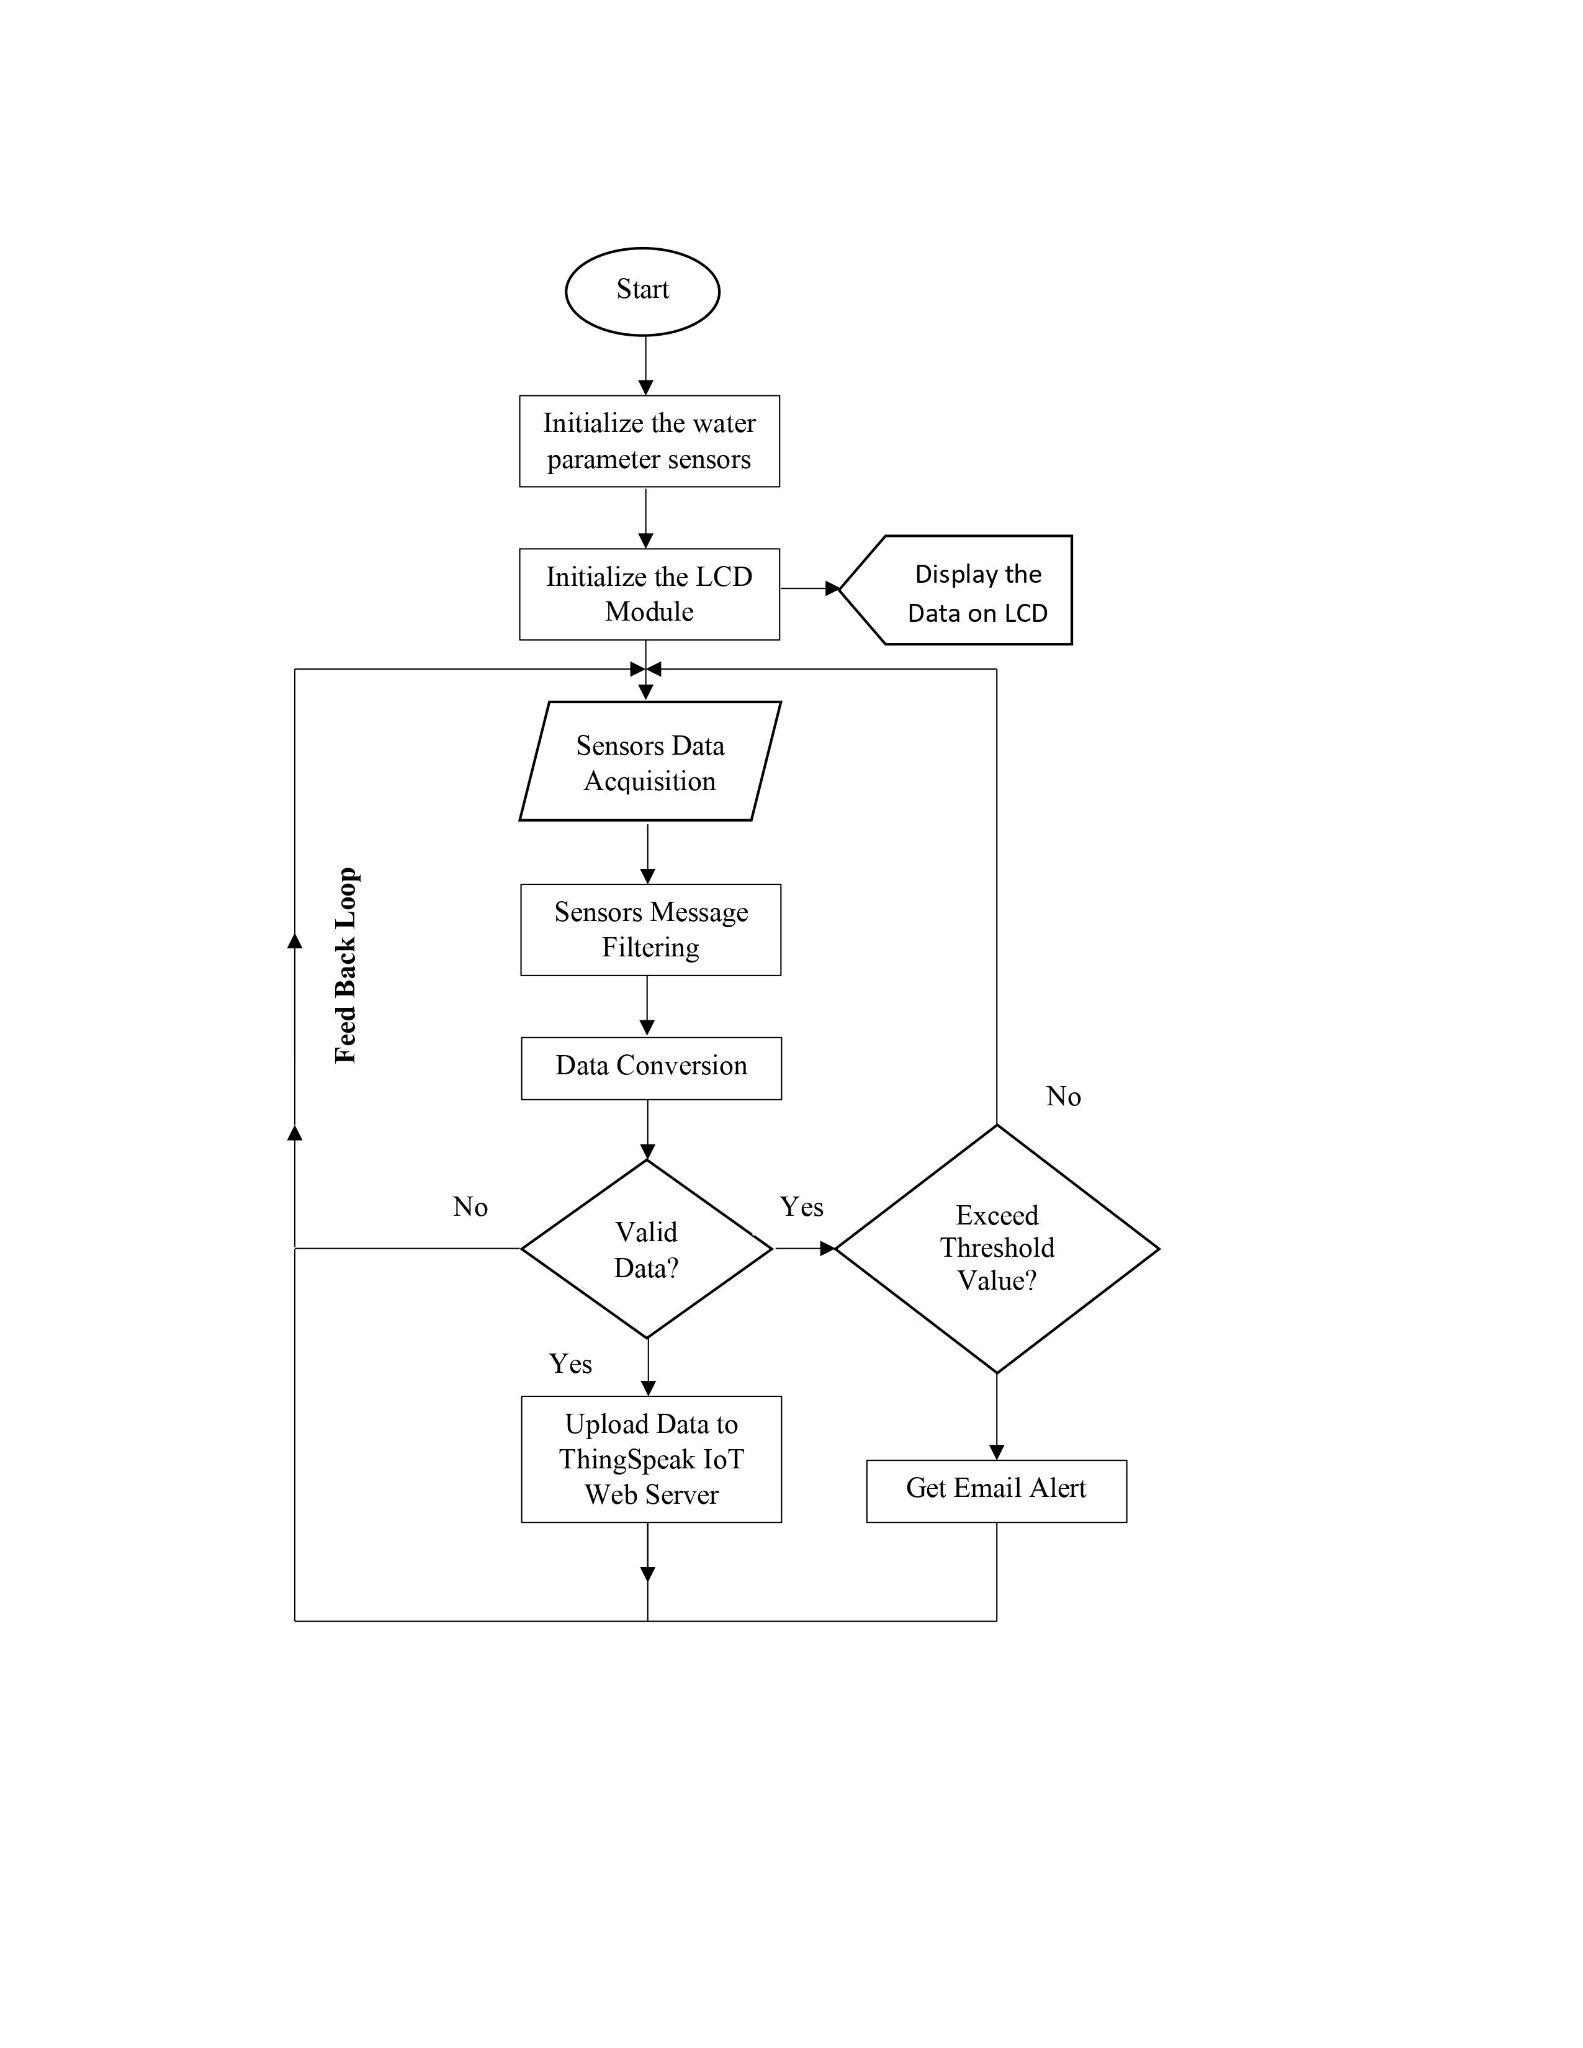 Start
Initialize the water
parameter sensors
Initialize the LCD
Module
Display the
Data on LCD
Sensors Data
Acquisition
Feed Back Loop
Sensors Message
Filtering
Data Conversion
No
No
Yes
Valid
Data?
Exceed
Threshold
Value?
Yes
Upload Data to
ThingSpeak IoT
Web Server
Get Email Alert